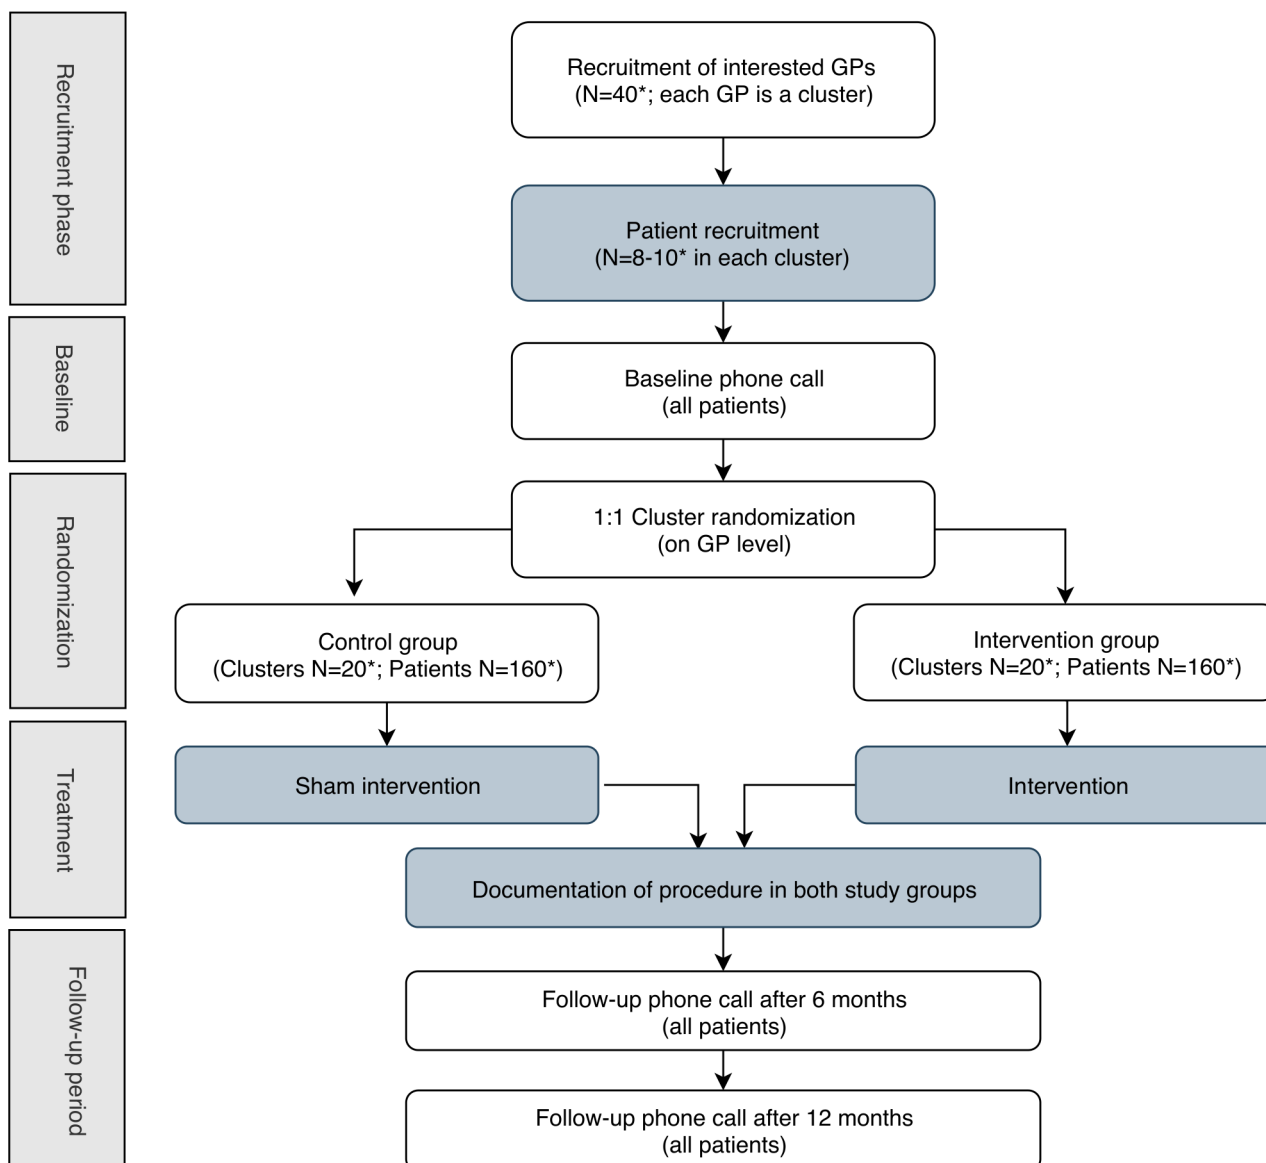 Recruitment phase
Recruitment of interested GPs
(N=40*; each GP is a cluster)
Patient recruitment
(N=8-10* in each cluster)
Baseline
Baseline phone call
(all patients)
Randomization
1:1 Cluster randomization
(on GP level)
Control group
(Clusters N=20*; Patients N=160*)
Intervention group
(Clusters N=20*; Patients N=160*)
Treatment
Sham intervention
Intervention
Documentation of procedure in both study groups
Follow-up period
Follow-up phone call after 6 months
(all patients)
Follow-up phone call after 12 months
(all patients)